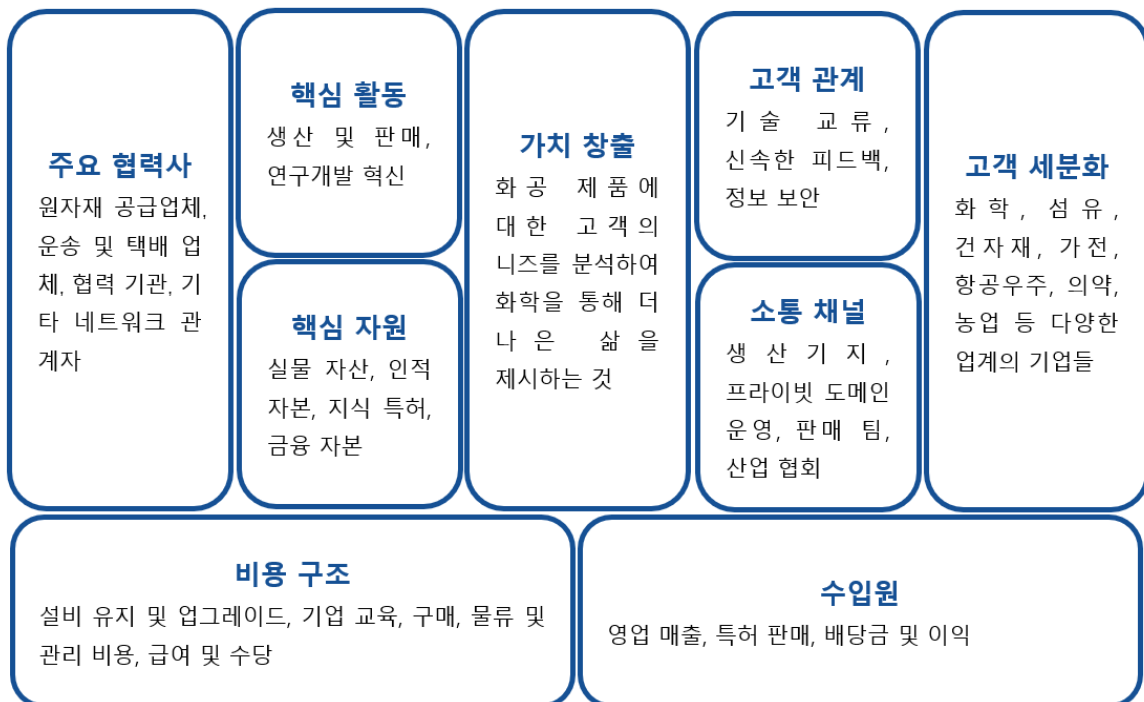 주요 협력사
원자재 공급업체,
운송 및 택배 업
체, 협력 기관, 기
타 네트워크 관
계자
핵심 활동
생산 및 판매,
연구개발 혁신
핵심 자원
실물 자산, 인적
자본, 지식 특허,
금융 자본
가치 창출
화공 제품에
대한 고객의
니즈를 분석하여
화학을 통해 더
나은 삶을
제시하는 것
고객 관계
기술 교류,
신속한 피드백,
정보 보안
소통 채널
생산기지,
프라이빗 도메인
운영, 판매 팀,
산업 협회
고객 세분화
화학, 섬유,
건자재, 가전,
항공우주, 의약,
농업 등 다양한
업계의 기업들
비용 구조
설비 유지 및 업그레이드, 기업 교육, 구매, 물류 및
관리 비용, 급여 및 수당
수입원
영업 매출, 특허 판매, 배당금 및 이익